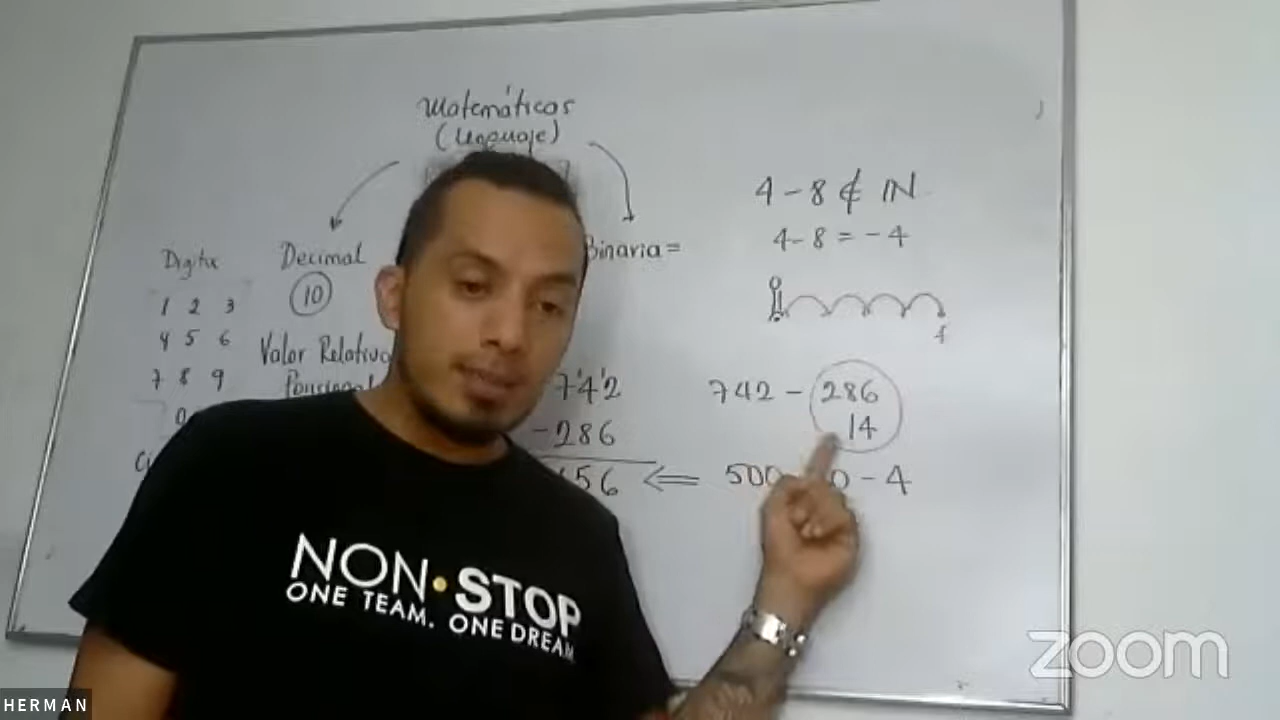 Matemáticas
(lenguaje)
Digitos
1 2 3
4 5 6
7 8 9
0
Decimal
10
Valor Relativo
Posicional
Binaria =
742
-286
456
4 - 8 ∉ IN
4 - 8 = - 4
4
742 - 286
14
⇐ 500 - 4
NON•STOP
ONE TEAM. ONE DREAM
zoom
HERMAN